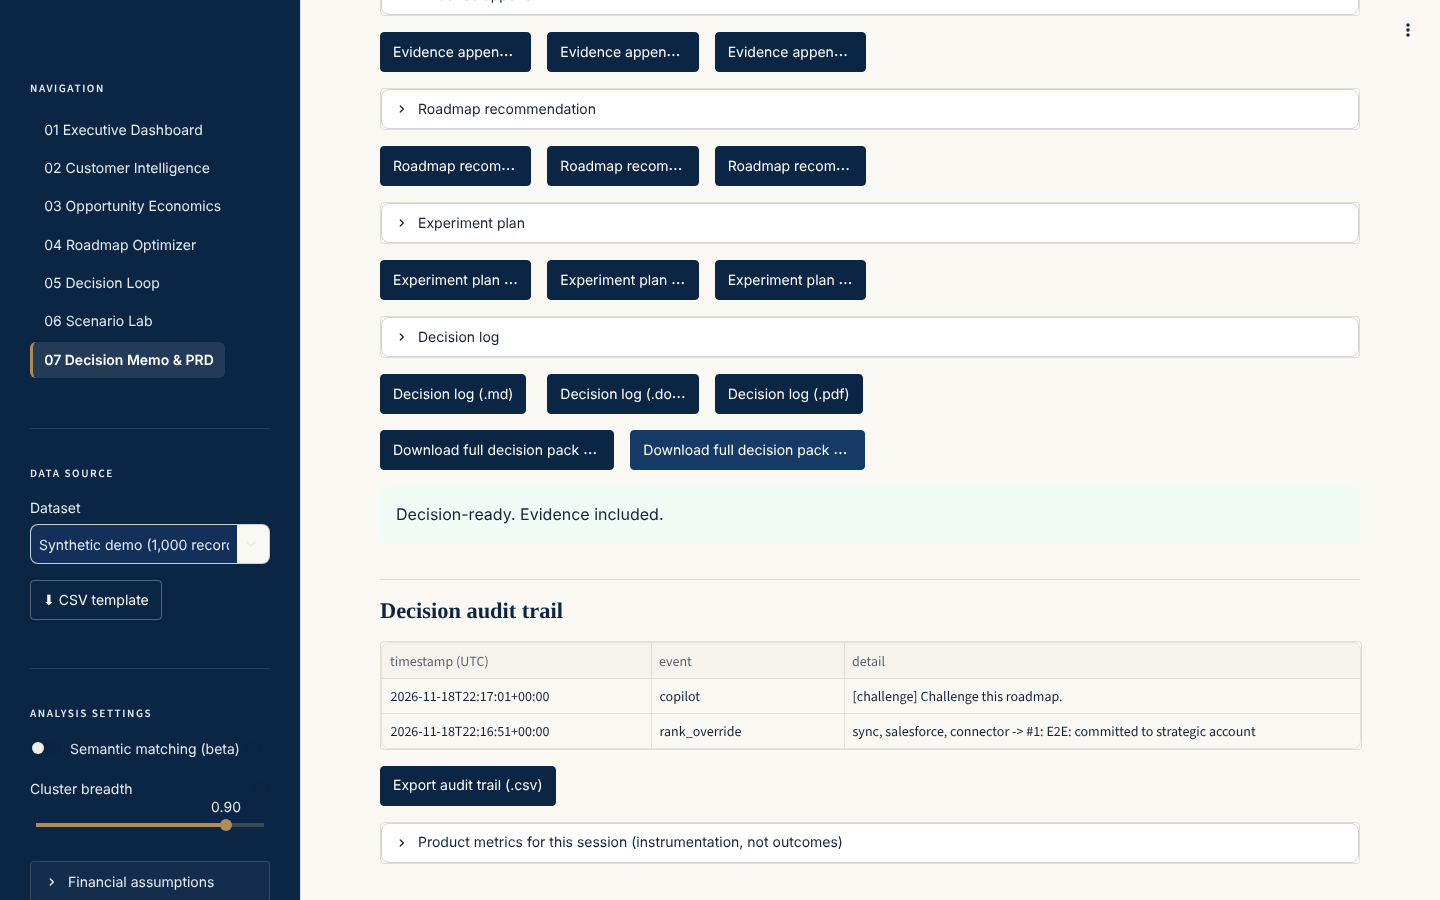 NAVIGATION
01 Executive Dashboard
02 Customer Intelligence
03 Opportunity Economics
04 Roadmap Optimizer
05 Decision Loop
06 Scenario Lab
07 Decision Memo & PRD
DATA SOURCE
Dataset
Synthetic demo (1,000 recor
⬇ CSV template
ANALYSIS SETTINGS
Semantic matching (beta)
Cluster breadth
0.90
Financial assumptions
Evidence appen...
Evidence appen...
Evidence appen...
Roadmap recommendation
Roadmap recom...
Roadmap recom...
Roadmap recom...
Experiment plan
Experiment plan ...
Experiment plan ...
Experiment plan ...
Decision log
Decision log (.md)
Decision log (.do...
Decision log (.pdf)
Download full decision pack ...
Download full decision pack ...
Decision-ready. Evidence included.
Decision audit trail
timestamp (UTC) event detail
2026-11-18T22:17:01+00:00 copilot [challenge] Challenge this roadmap.
2026-11-18T22:16:51+00:00 rank_override sync, salesforce, connector -> #1: E2E: committed to strategic account
Export audit trail (.csv)
Product metrics for this session (instrumentation, not outcomes)